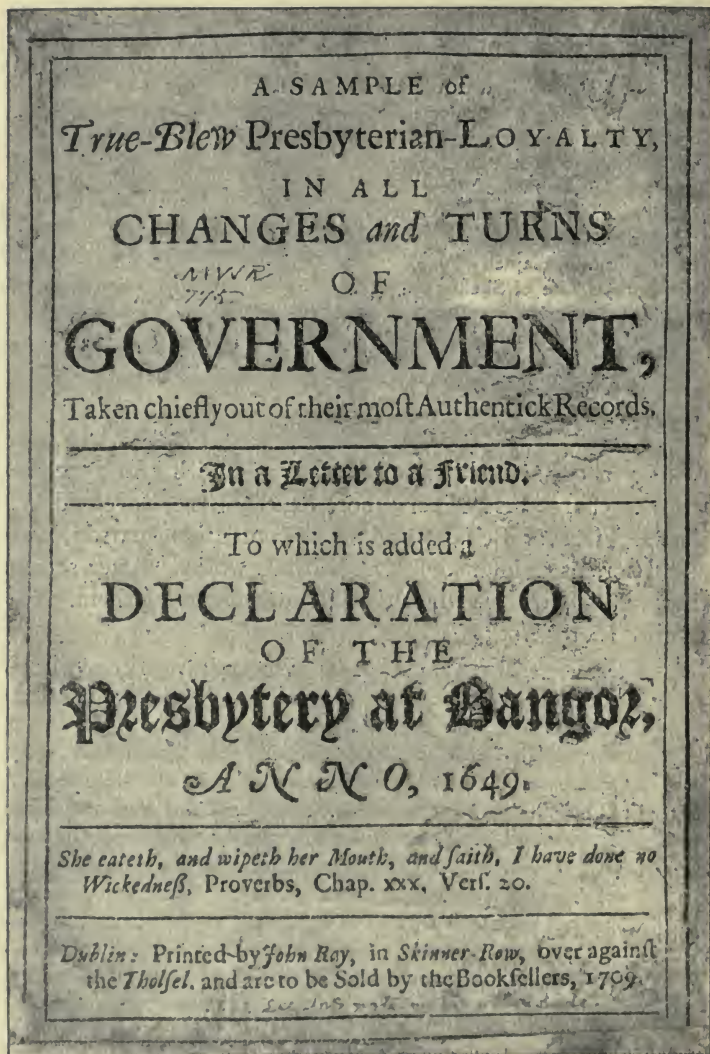 A SAMPLE of
True-Blew Presbyterian-LOYALTY,
IN ALL
CHANGES and TURNS
OF
GOVERNMENT,
Taken chiefly out of their moſt Authentick Records,
In a Letter to a Friend.
To which is added a
DECLARATION
OF THE
Presbytery at Bangor,
ANNO, 1649.
She eateth, and wipeth her Mouth, and ſaith, I have done no
Wickedneß, Proverbs, Chap. xxx, Verſ. 20.
Dublin: Printed by John Ray, in Skinner-Row, over againſt
the Tholſel. and are to be Sold by the Bookſellers, 1709.